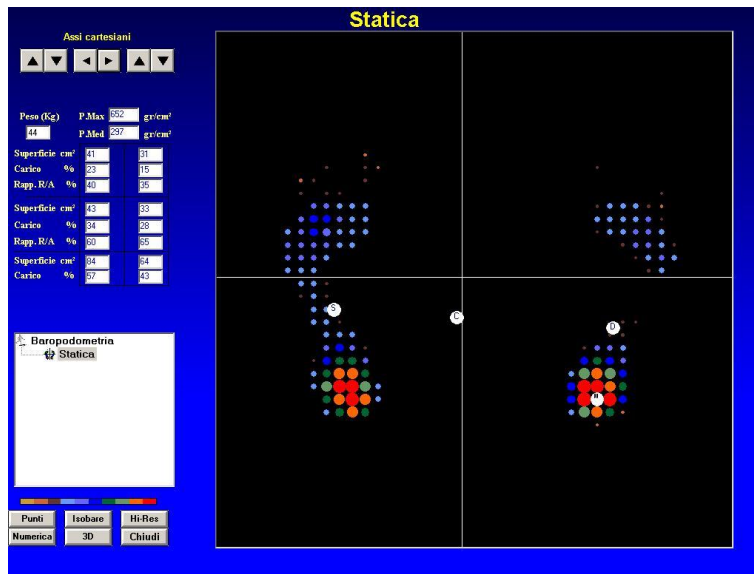 Statica
Assi cartesiani
Peso (Kg) P.Max 652 gr/cm²
44 P.Med 297 gr/cm²
Superficie cm² 41 31
Carico % 23 15
Rapp. R/A % 40 35
Superficie cm² 43 33
Carico % 34 28
Rapp. R/A % 60 65
Superficie cm² 84 64
Carico % 57 43
S
C
D
M
Baropodometria
Statica
Punti Isobare Hi-Res
Numerica 3D Chiudi